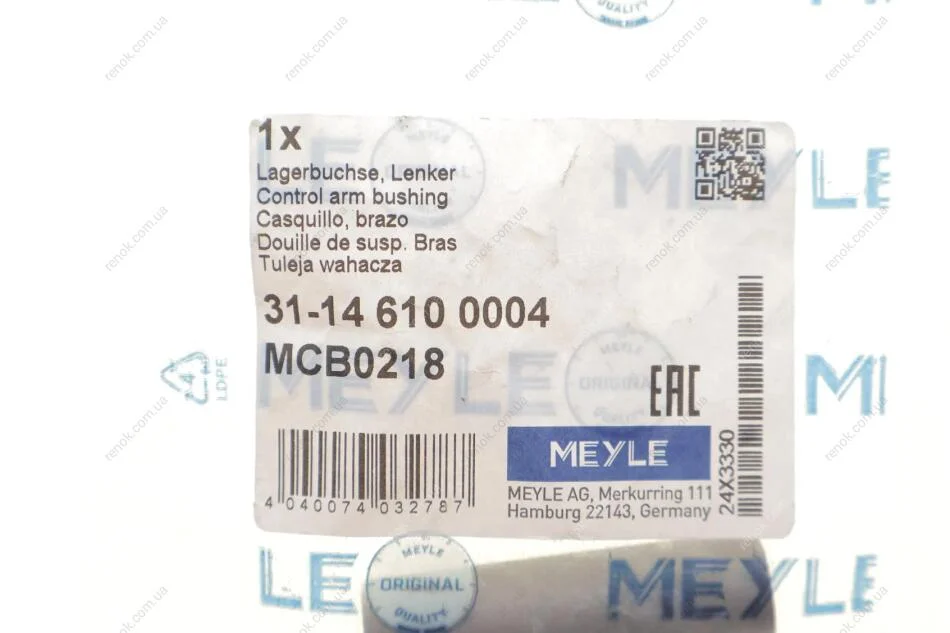 1x
Lagerbuchse, Lenker
Control arm bushing
Casquillo, brazo
Douille de susp. Bras
Tuleja wahacza
31-14 610 0004
MCB0218
EAC
MEYLE
MEYLE AG, Merkurring 111
Hamburg 22143, Germany
24X3330
4 040074 032787
4
LDPE
MEYLE
MEYLE
ORIGINAL
QUALITY
MEYLE
renok.com.ua